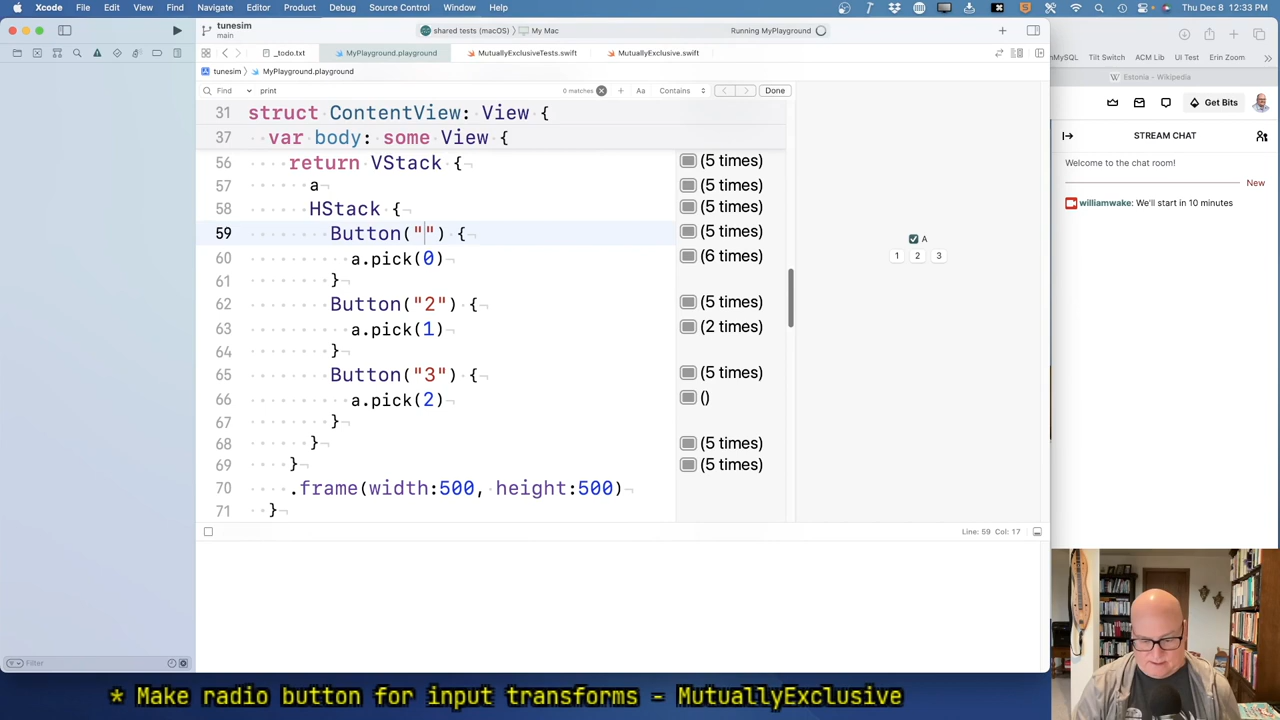 Xcode File Edit View Find Navigate Editor Product Debug Integrate Window Help 12:33:31 PM
tunesim
main
shared tests (macOS) 〉 My Mac
Running MyPlayground
_todo.txt MyPlayground.playground MutuallyExclusiveTests.swift MutuallyExclusive.swift
tunesim 〉 MyPlayground.playground
Find print 0 matches Aa Contains Done
31 struct ContentView: View {
37 var body: some View {
56 return VStack { (5 times)
57 a (5 times)
58 HStack { (5 times)
59 Button("") { (5 times)
60 a.pick(0) (6 times)
61 }
62 Button("2") { (5 times)
63 a.pick(1) (2 times)
64 }
65 Button("3") { (5 times)
66 a.pick(2) ()
67 }
68 } (5 times)
69 } (5 times)
70 .frame(width:500, height:500)
71 }
A
1 2 3
Line: 59 Col: 17
Filter
nMySQL Tilt Switch ACM Lib UI Test Erin Zoom
Estonia - Wikipedia
Get Bits
STREAM CHAT
Welcome to the chat room!
New
williamwake: We'll start in 10 minutes
* Make radio button for input transforms - MutuallyExclusive